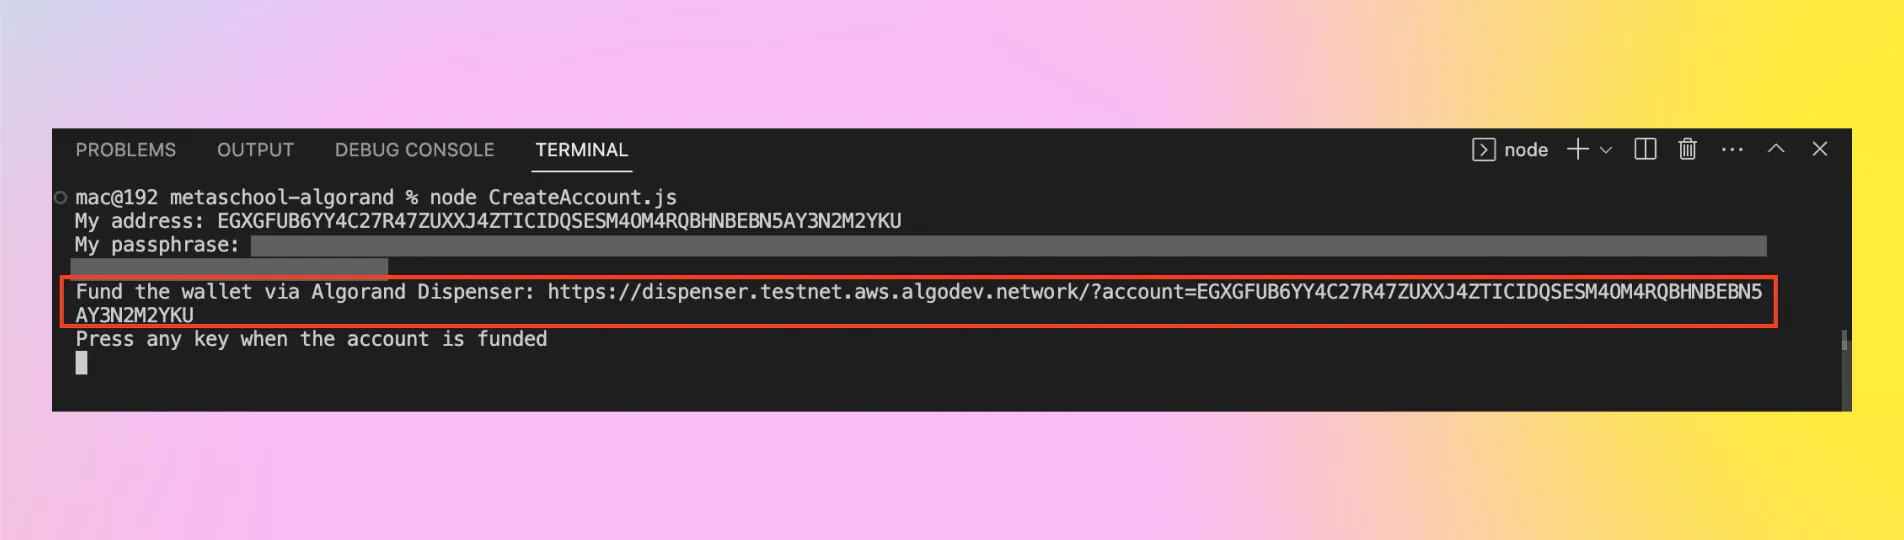 PROBLEMS OUTPUT DEBUG CONSOLE TERMINAL node
mac@192 metaschool-algorand % node CreateAccount.js
My address: EGXGFUB6YY4C27R47ZUXXJ4ZTICIDQSESM4OM4RQBHNBEBN5AY3N2M2YKU
My passphrase:
Fund the wallet via Algorand Dispenser: https://dispenser.testnet.aws.algodev.network/?account=EGXGFUB6YY4C27R47ZUXXJ4ZTICIDQSESM4OM4RQBHNBEBN5
AY3N2M2YKU
Press any key when the account is funded